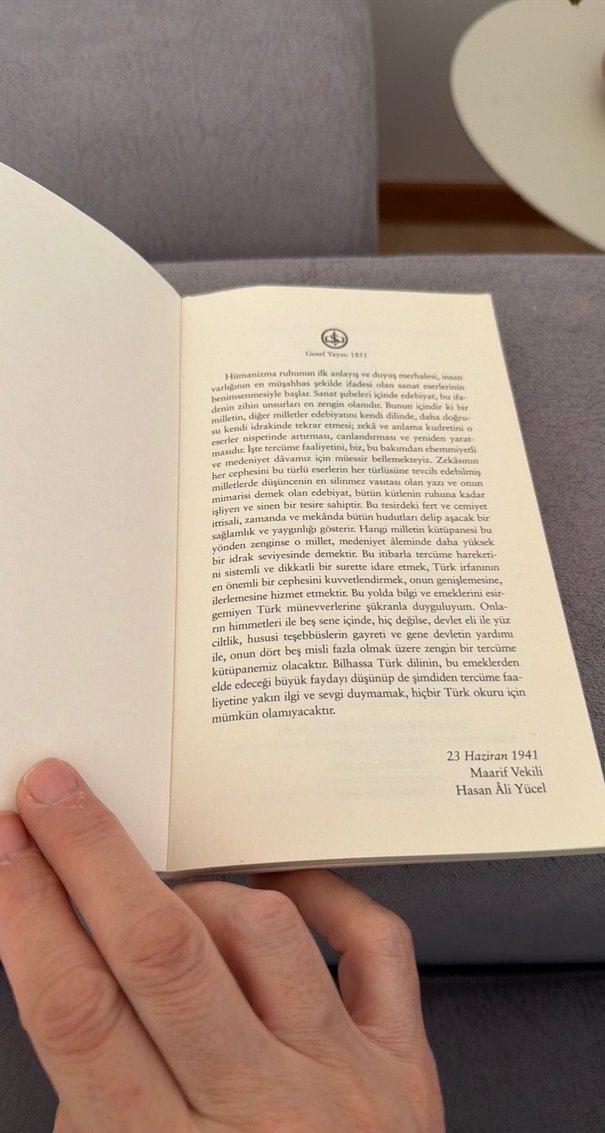 Genel Yayın: 1851
Hümanizma ruhunun ilk anlayış ve duyuş merhalesi, insan
varlığının en müşahhas şekilde ifadesi olan sanat eserlerinin
benimsenmesiyle başlar. Sanat şubeleri içinde edebiyat, bu ifa-
denin zihin unsurları en zengin olanıdır. Bunun içindir ki bir
milletin, diğer milletler edebiyatını kendi dilinde, daha doğru-
su kendi idrakinde tekrar etmesi; zekâ ve anlama kudretini o
eserler nispetinde artırması, canlandırması ve yeniden yarat-
masıdır. İşte tercüme faaliyetini, biz, bu bakımdan ehemmiyetli
ve medeniyet dâvamız için müessir bellemekteyiz. Zekâsının
her cephesini bu türlü eserlerin her türlüsüne tevcih edebilmiş
milletlerde düşüncenin en silinmez vasıtası olan yazı ve onun
mimarisi demek olan edebiyat, bütün kütlenin ruhuna kadar
işliyen ve sinen bir tesire sahiptir. Bu tesirdeki fert ve cemiyet
ittisali, zamanda ve mekânda bütün hudutları delip aşacak bir
sağlamlık ve yaygınlığı gösterir. Hangi milletin kütüpanesi bu
yönden zenginse o millet, medeniyet âleminde daha yüksek
bir idrak seviyesinde demektir. Bu itibarla tercüme hareketi-
ni sistemli ve dikkatli bir surette idare etmek, Türk irfanının
en önemli bir cephesini kuvvetlendirmek, onun genişlemesine,
ilerlemesine hizmet etmektir. Bu yolda bilgi ve emeklerini esir-
gemiyen Türk münevverlerine şükranla duyguluyum. Onla-
rın himmetleri ile beş sene içinde, hiç değilse, devlet eli ile yüz
ciltlik, hususi teşebbüslerin gayreti ve gene devletin yardımı
ile, onun dört beş misli fazla olmak üzere zengin bir tercüme
kütüpanemiz olacaktır. Bilhassa Türk dilinin, bu emeklerden
elde edeceği büyük faydayı düşünüp de şimdiden tercüme faa-
liyetine yakın ilgi ve sevgi duymamak, hiçbir Türk okuru için
mümkün olamıyacaktır.
23 Haziran 1941
Maarif Vekili
Hasan Âli Yücel